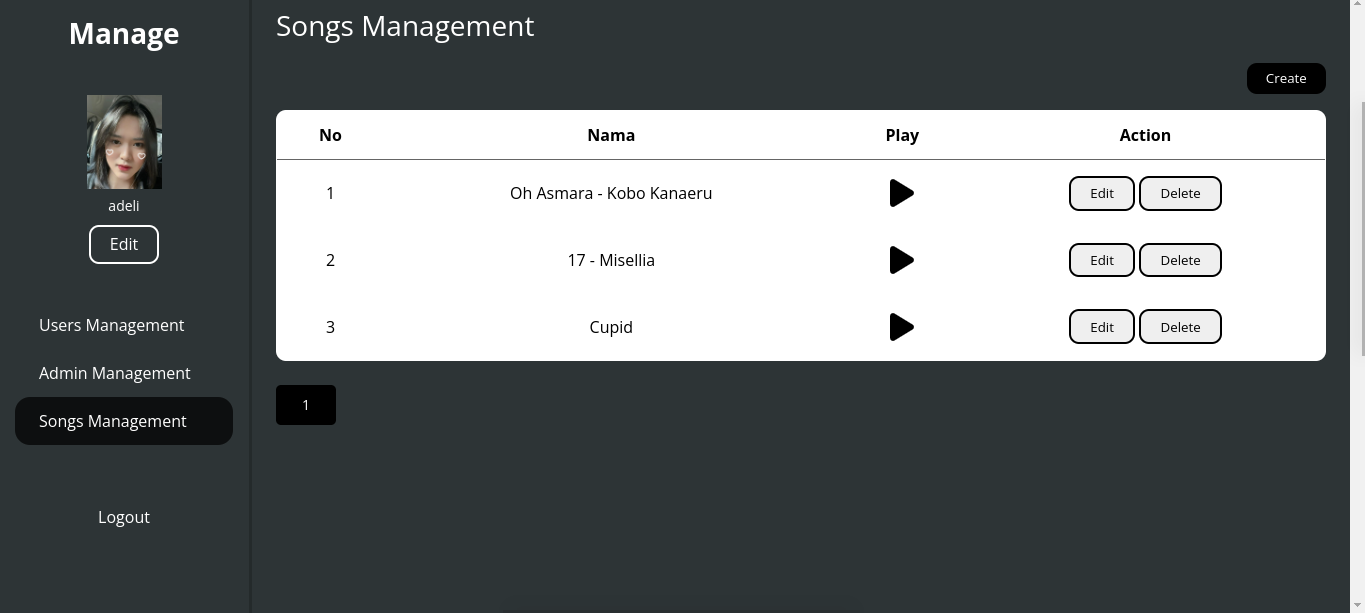 Manage
adeli
Edit
Users Management
Admin Management
Songs Management
Logout
Songs Management
Create
No Nama Play Action
1 Oh Asmara - Kobo Kanaeru Edit Delete
2 17 - Misellia Edit Delete
3 Cupid Edit Delete
1